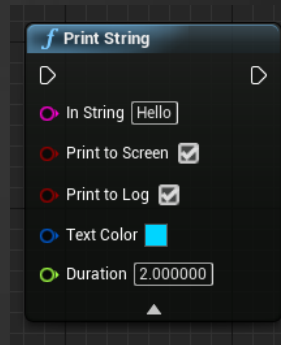 f Print String
In String Hello
Print to Screen
Print to Log
Text Color
Duration 2.000000